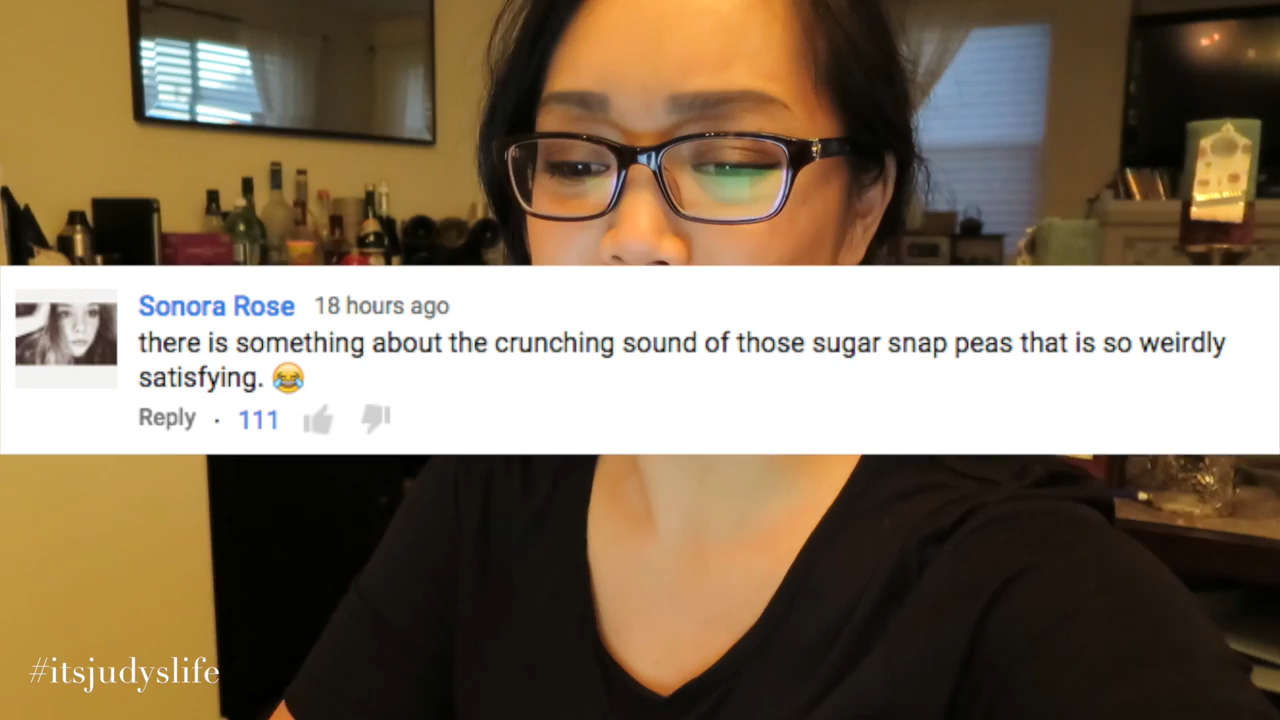 Sonora Rose 18 hours ago
there is something about the crunching sound of those sugar snap peas that is so weirdly
satisfying. 😂
Reply · 111
#itsjudyslife